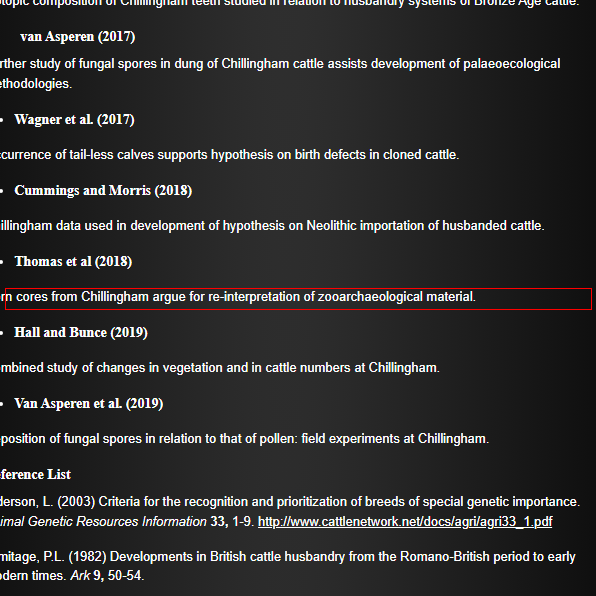 otopic composition of Chillingham teeth studied in relation to husbandry systems of Bronze Age cattle.
van Asperen (2017)
rther study of fungal spores in dung of Chillingham cattle assists development of palaeoecological
ethodologies.
• Wagner et al. (2017)
ccurrence of tail-less calves supports hypothesis on birth defects in cloned cattle.
• Cummings and Morris (2018)
illingham data used in development of hypothesis on Neolithic importation of husbanded cattle.
• Thomas et al (2018)
rn cores from Chillingham argue for re-interpretation of zooarchaeological material.
• Hall and Bunce (2019)
mbined study of changes in vegetation and in cattle numbers at Chillingham.
• Van Asperen et al. (2019)
position of fungal spores in relation to that of pollen: field experiments at Chillingham.
ference List
derson, L. (2003) Criteria for the recognition and prioritization of breeds of special genetic importance.
imal Genetic Resources Information 33, 1-9. http://www.cattlenetwork.net/docs/agri/agri33_1.pdf
mitage, P.L. (1982) Developments in British cattle husbandry from the Romano-British period to early
odern times. Ark 9, 50-54.